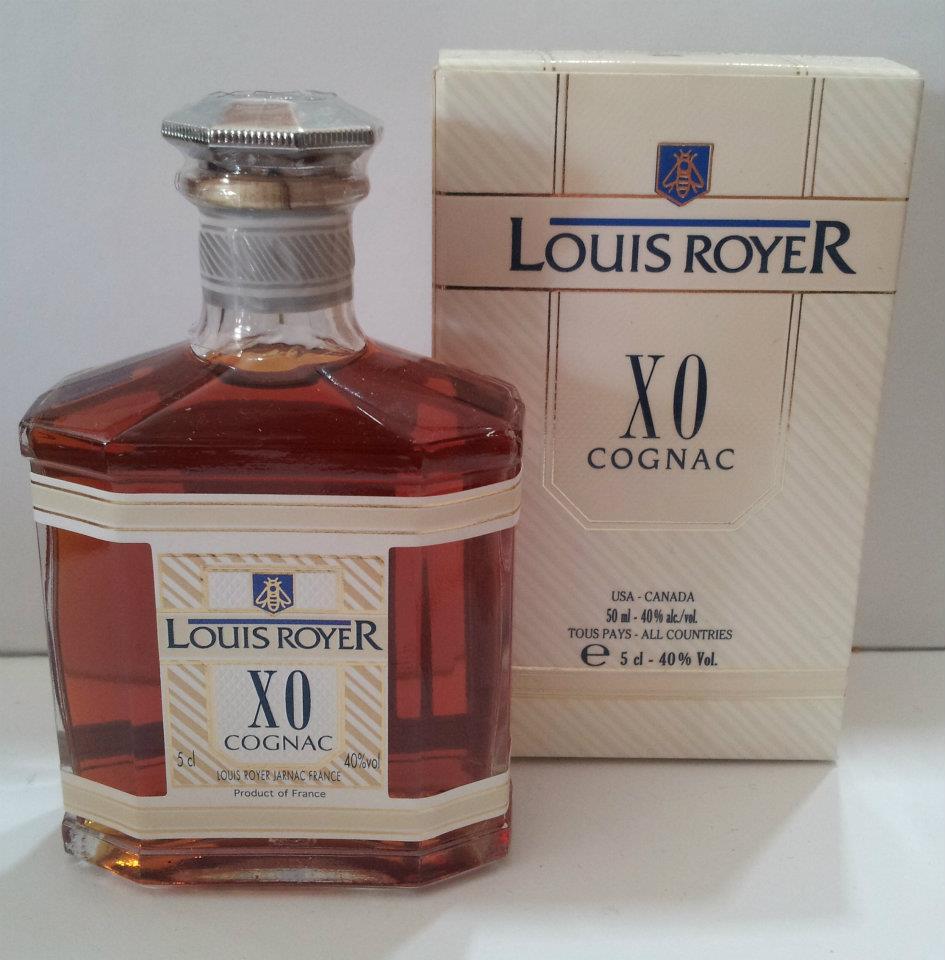 LOUIS ROYER
XO
COGNAC
5 cl 40%vol
LOUIS ROYER JARNAC FRANCE
Product of France
LOUIS ROYER
XO
COGNAC
USA - CANADA
50 ml - 40% alc./vol.
TOUS PAYS - ALL COUNTRIES
℮ 5 cl - 40% Vol.